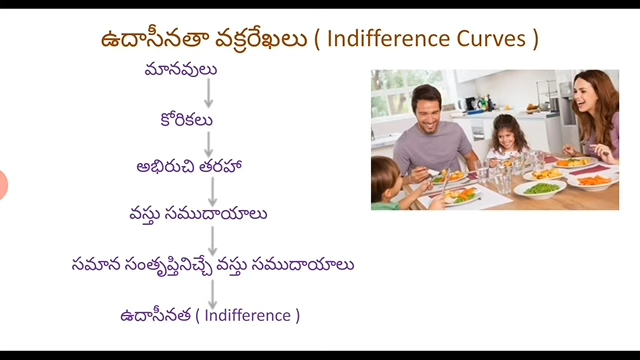 ఉదాసీనతా వక్రరేఖలు ( Indifference Curves )
మానవులు
కోరికలు
అభిరుచి తరహా
వస్తు సముదాయాలు
సమాన సంతృప్తినిచ్చే వస్తు సముదాయాలు
ఉదాసీనత ( Indifference )